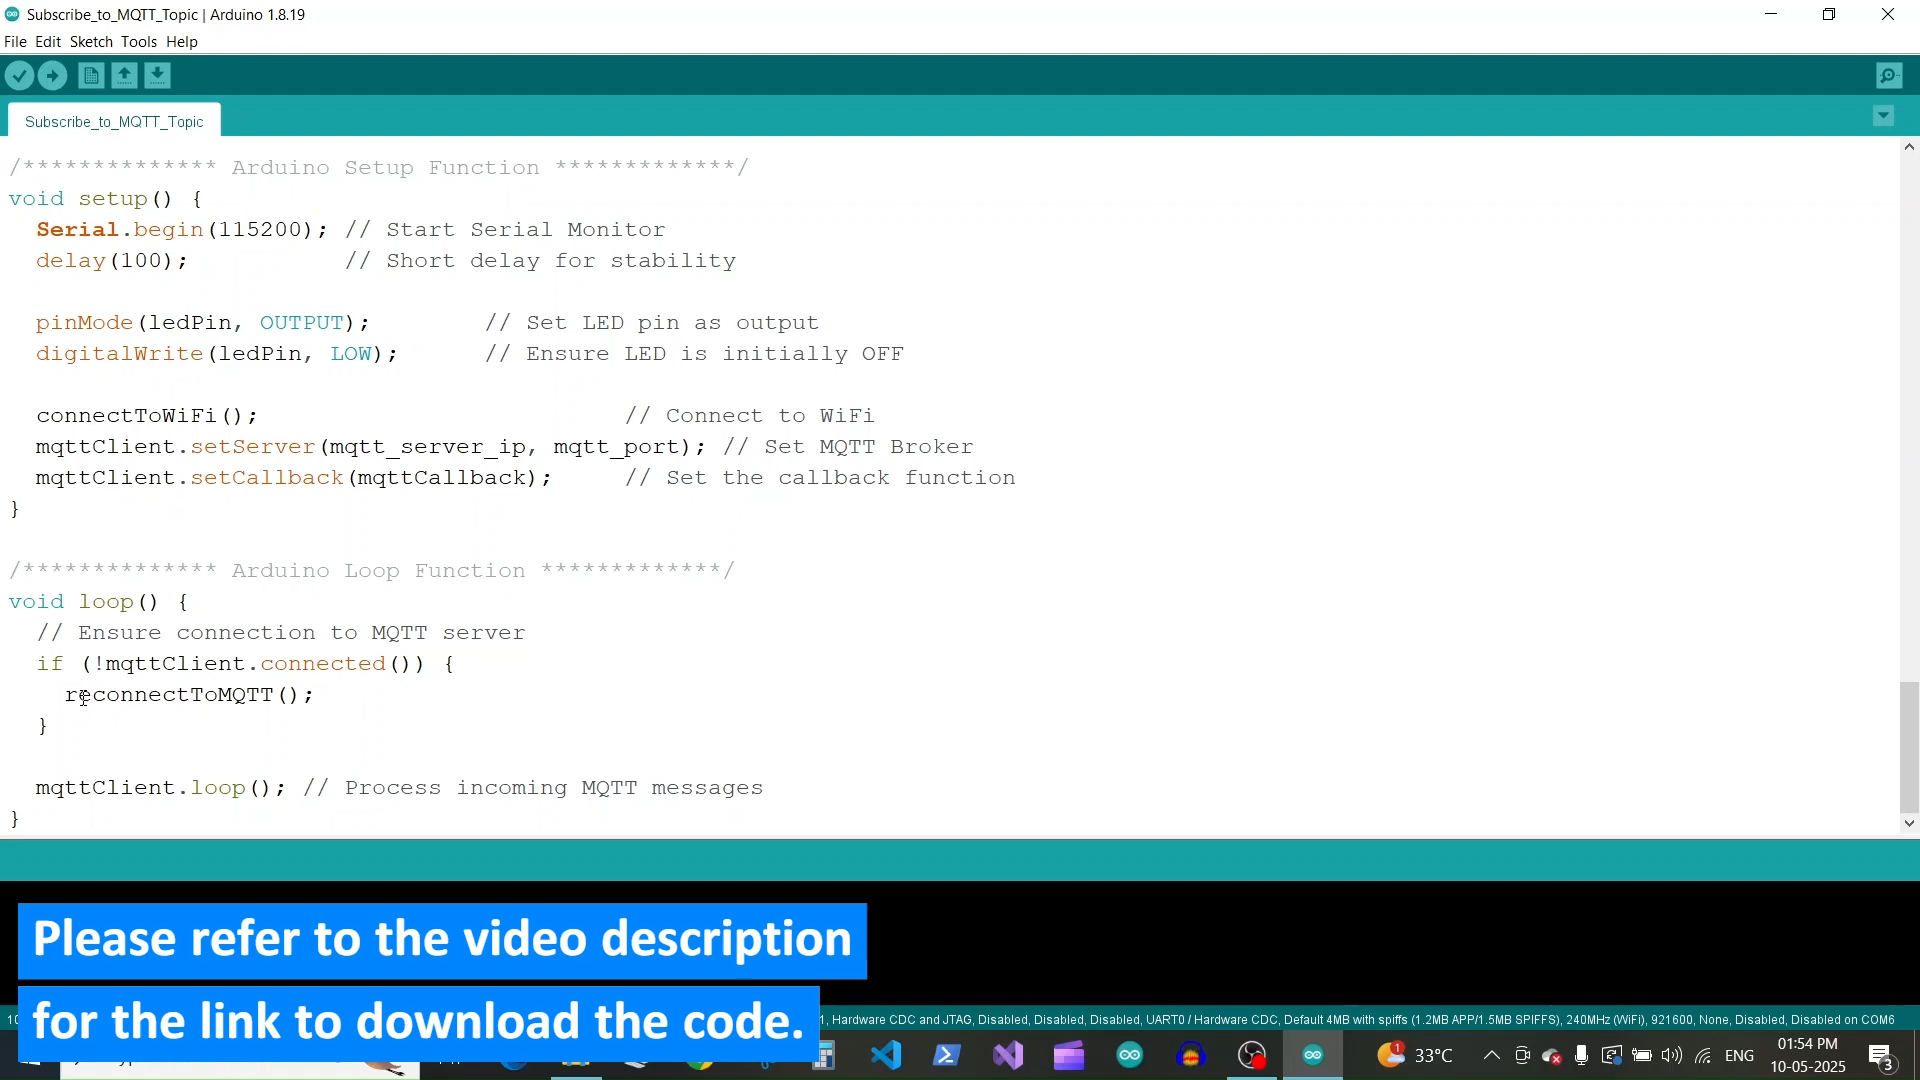 Subscribe_to_MQTT_Topic | Arduino 1.8.19
File Edit Sketch Tools Help
Subscribe_to_MQTT_Topic
/************** Arduino Setup Function *************/
void setup() {
  Serial.begin(115200); // Start Serial Monitor
  delay(100);           // Short delay for stability
  pinMode(ledPin, OUTPUT);        // Set LED pin as output
  digitalWrite(ledPin, LOW);      // Ensure LED is initially OFF
  connectToWiFi();                          // Connect to WiFi
  mqttClient.setServer(mqtt_server_ip, mqtt_port); // Set MQTT Broker
  mqttClient.setCallback(mqttCallback);     // Set the callback function
}
/************** Arduino Loop Function *************/
void loop() {
  // Ensure connection to MQTT server
  if (!mqttClient.connected()) {
    reconnectToMQTT();
  }
  mqttClient.loop(); // Process incoming MQTT messages
}
Please refer to the video description
for the link to download the code.
1, Hardware CDC and JTAG, Disabled, Disabled, Disabled, UART0 / Hardware CDC, Default 4MB with spiffs (1.2MB APP/1.5MB SPIFFS), 240MHz (WiFi), 921600, None, Disabled, Disabled on COM6
1 33°C ENG 01:54 PM
10-05-2025 3